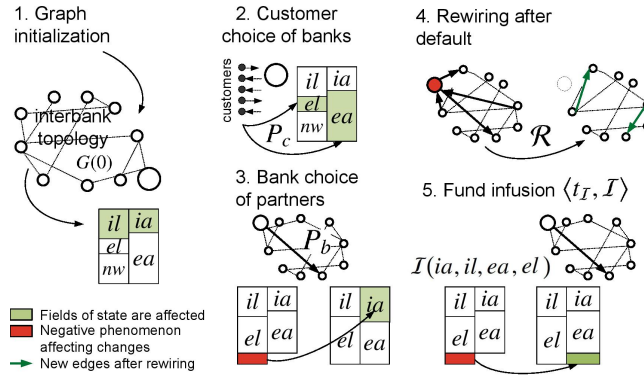 1. Graph
initialization
interbank
topology
G(0)
il ia
el
nw ea
Fields of state are affected
Negative phenomenon
affecting changes
New edges after rewiring
2. Customer
choice of banks
customers
il ia
el
nw ea
P_c
3. Bank choice
of partners
P_b
il ia
el ea
il ia
el ea
4. Rewiring after
default
ℛ
5. Fund infusion ⟨t_ℐ, ℐ⟩
ℐ(ia, il, ea, el)
il ia
el ea
il ia
el ea